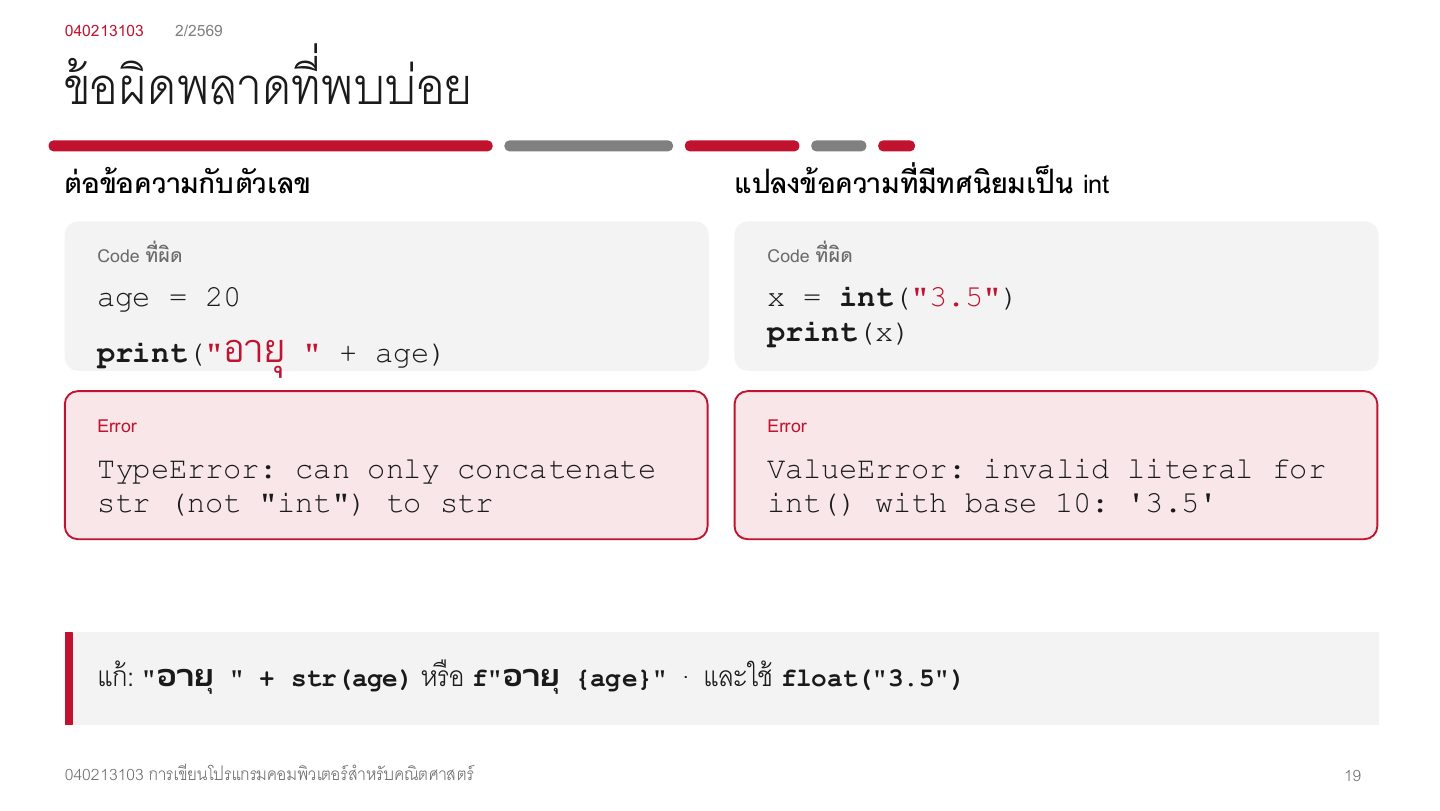 040213103 2/2569
ข้อผิดพลาดที่พบบ่อย
ต่อข้อความกับตัวเลข
Code ที่ผิด
age = 20
print("อายุ " + age)
Error
TypeError: can only concatenate
str (not "int") to str
แปลงข้อความที่มีทศนิยมเป็น int
Code ที่ผิด
x = int("3.5")
print(x)
Error
ValueError: invalid literal for
int() with base 10: '3.5'
แก้: "อายุ " + str(age) หรือ f"อายุ {age}" · และใช้ float("3.5")
040213103 การเขียนโปรแกรมคอมพิวเตอร์สำหรับคณิตศาสตร์ 19